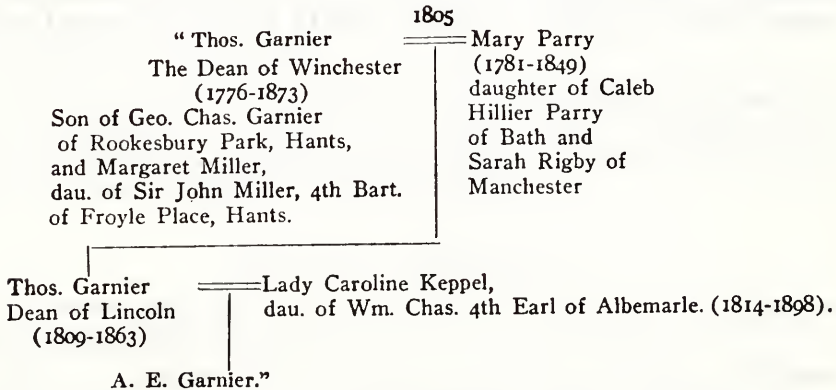 1805
“ Thos. Garnier
The Dean of Winchester
(1776-1873)
Son of Geo. Chas. Garnier
of Rookesbury Park, Hants,
and Margaret Miller,
dau. of Sir John Miller, 4th Bart.
of Froyle Place, Hants.
Mary Parry
(1781-1849)
daughter of Caleb
Hillier Parry
of Bath and
Sarah Rigby of
Manchester
Thos. Garnier
Dean of Lincoln
(1809-1863)
Lady Caroline Keppel,
dau. of Wm. Chas. 4th Earl of Albemarle. (1814-1898).
A. E. Garnier.”